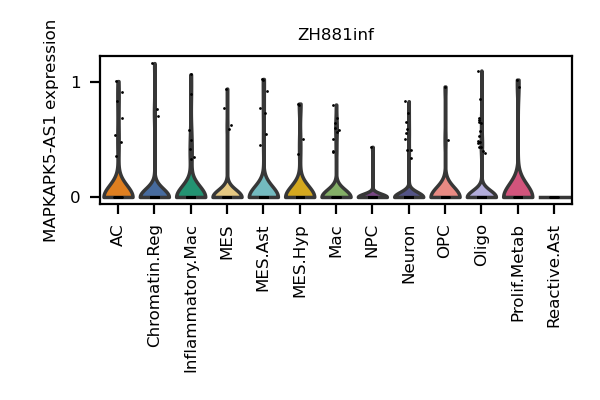 ZH881inf
MAPKAPK5-AS1 expression
1
0
AC
Chromatin.Reg
Inflammatory.Mac
MES
MES.Ast
MES.Hyp
Mac
NPC
Neuron
OPC
Oligo
Prolif.Metab
Reactive.Ast